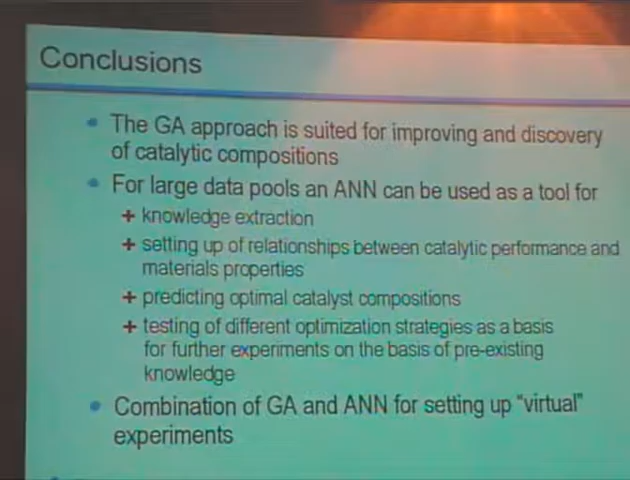 Conclusions
• The GA approach is suited for improving and discovery
of catalytic compositions
• For large data pools an ANN can be used as a tool for
+ knowledge extraction
+ setting up of relationships between catalytic performance and
materials properties
+ predicting optimal catalyst compositions
+ testing of different optimization strategies as a basis
for further experiments on the basis of pre-existing
knowledge
• Combination of GA and ANN for setting up "virtual"
experiments